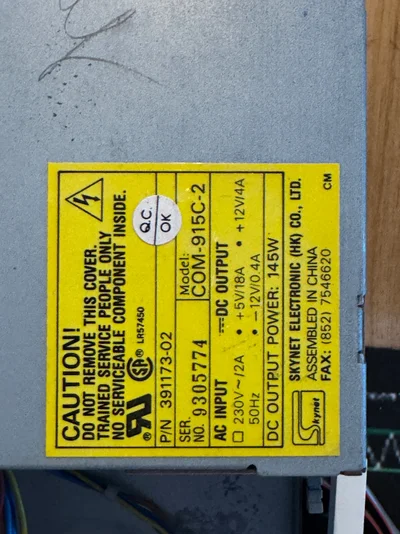 CAUTION!
DO NOT REMOVE THIS COVER.
TRAINED SERVICE PEOPLE ONLY
NO SERVICEABLE COMPONENT INSIDE.
LR57450
P/N 391173-02
Q.C.
OK
SER.
NO. 9305774
Model:
COM-915C-2
AC INPUT
DC OUTPUT
230V~/2A • +5V/18A • +12V/4A
50Hz • −12V/0.4A
DC OUTPUT POWER: 145W
Skynet
SKYNET ELECTRONIC (HK) CO., LTD.
ASSEMBLED IN CHINA
FAX: (852) 7546620
CM